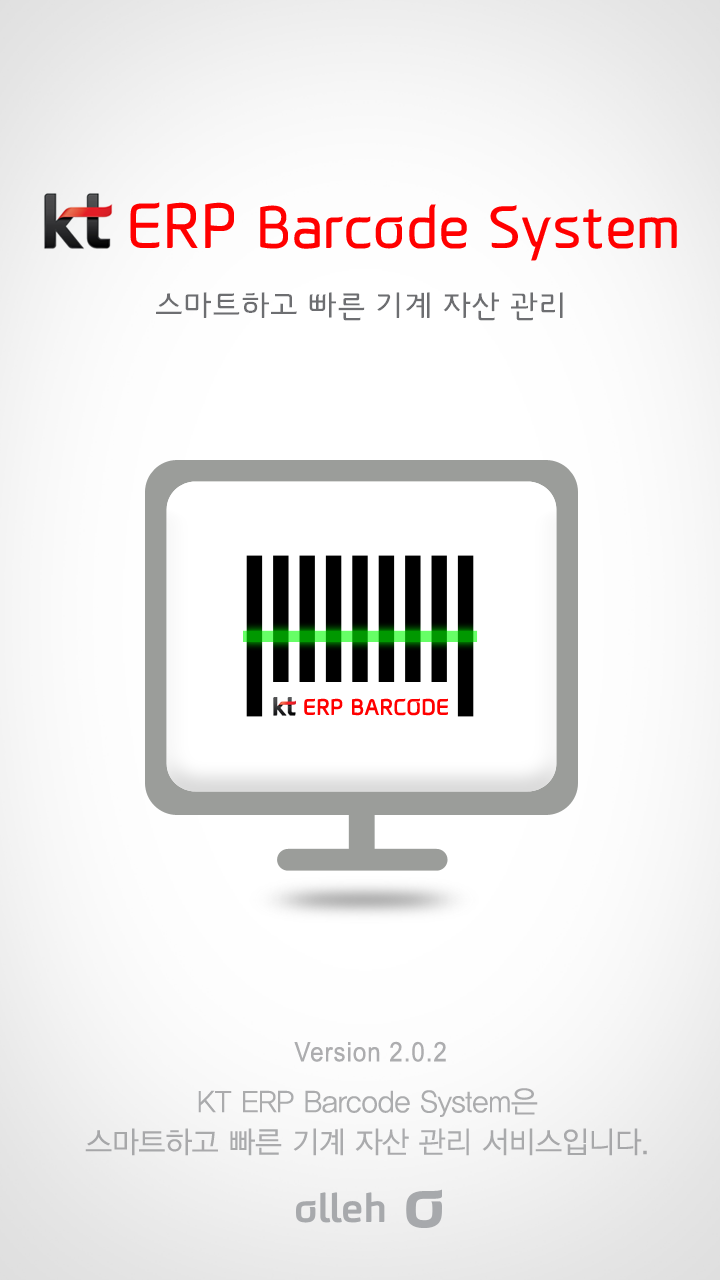 kt ERP Barcode System
스마트하고 빠른 기계 자산 관리
kt ERP BARCODE
Version 2.0.2
KT ERP Barcode System은
스마트하고 빠른 기계 자산 관리 서비스입니다.
olleh